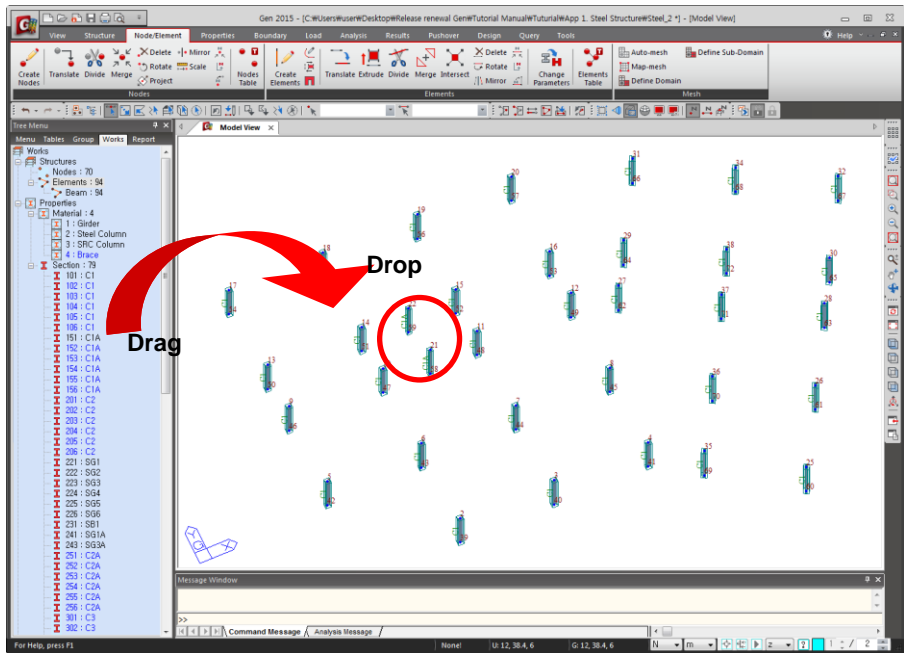 Gen 2015 - [C:₩Users₩user₩Desktop₩Release renewal Gen₩Tutorial Manual₩Tuturial₩App 1. Steel Structure₩Steel_2 *] - [Model View]
View Structure Node/Element Properties Boundary Load Analysis Results Pushover Design Query Tools Help
Create Nodes Translate Divide Merge Delete Mirror Rotate Scale Project Nodes Table
Create Elements Translate Extrude Divide Merge Intersect Delete Rotate Mirror Change Parameters Elements Table
Auto-mesh Define Sub-Domain
Map-mesh
Define Domain
Nodes Elements Mesh
Tree Menu
Menu Tables Group Works Report
Model View
Works
Structures
Nodes : 70
Elements : 94
Beam : 94
Properties
Material : 4
1 : Girder
2 : Steel Column
3 : SRC Column
4 : Brace
Section : 79
101 : C1
102 : C1
103 : C1
104 : C1
105 : C1
106 : C1
151 : C1A
152 : C1A
153 : C1A
154 : C1A
155 : C1A
156 : C1A
201 : C2
202 : C2
203 : C2
204 : C2
205 : C2
206 : C2
221 : SG1
222 : SG2
223 : SG3
224 : SG4
225 : SG5
226 : SG6
231 : SB1
241 : SG1A
243 : SG3A
251 : C2A
252 : C2A
253 : C2A
254 : C2A
255 : C2A
256 : C2A
301 : C3
302 : C3
Drag
Drop
Message Window
>>
Command Message Analysis Message
For Help, press F1
None! U: 12, 38.4, 6 G: 12, 38.4, 6 N m z ? 1 / 2